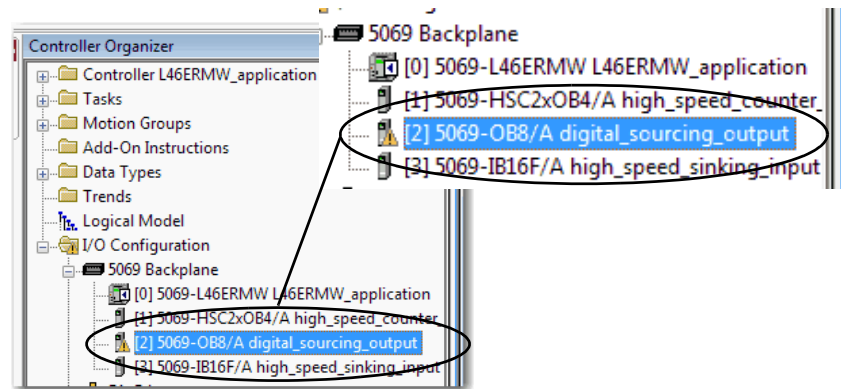 Controller Organizer
Controller L46ERMW_application
Tasks
Motion Groups
Add-On Instructions
Data Types
Trends
Logical Model
I/O Configuration
5069 Backplane
[0] 5069-L46ERMW L46ERMW_application
[1] 5069-HSC2xOB4/A high_speed_counter_
[2] 5069-OB8/A digital_sourcing_output
[3] 5069-IB16F/A high_speed_sinking_input
5069 Backplane
[0] 5069-L46ERMW L46ERMW_application
[1] 5069-HSC2xOB4/A high_speed_counter_
[2] 5069-OB8/A digital_sourcing_output
[3] 5069-IB16F/A high_speed_sinking_input